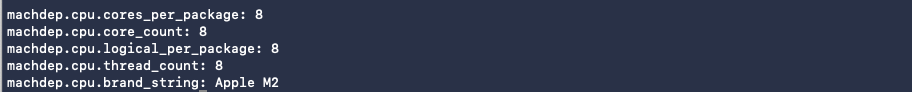 machdep.cpu.cores_per_package: 8
machdep.cpu.core_count: 8
machdep.cpu.logical_per_package: 8
machdep.cpu.thread_count: 8
machdep.cpu.brand_string: Apple M2